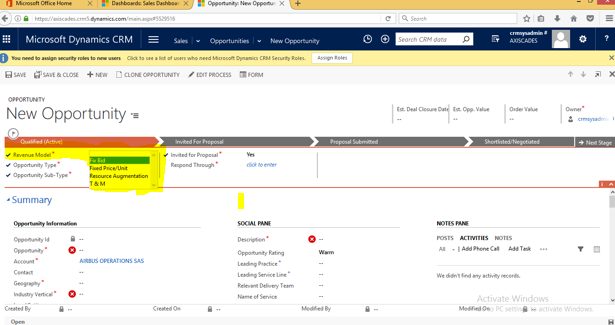 Microsoft Office Home
Dashboards: Sales Dashboa...
Opportunity: New Opportun...
https://axiscades.crm5.dynamics.com/main.aspx#5529516
Search
Microsoft Dynamics CRM
Sales
Opportunities
New Opportunity
Search CRM data
crmsysadmin #
AXISCADES
You need to assign security roles to new users
Click to see a list of users who need Microsoft Dynamics CRM Security Roles.
Assign Roles
SAVE
SAVE & CLOSE
+ NEW
CLONE OPPORTUNITY
EDIT PROCESS
FORM
OPPORTUNITY
New Opportunity
Est. Deal Closure Date
--
Est. Opp. Value
--
Order Value
--
Owner*
crmsysadmin
Qualified (Active)
Invited For Proposal
Proposal Submitted
Shortlisted/Negotiated
Next Stage
Revenue Model*
Opportunity Type*
Opportunity Sub-Type*
Fix Bid
Fixed Price/Unit
Resource Augmentation
T & M
Invited for Proposal*
Yes
Respond Through*
click to enter
Summary
Opportunity Information
Opportunity Id --
Opportunity* --
Account* AIRBUS OPERATIONS SAS
Contact --
Geography* --
Industry Vertical* --
SOCIAL PANE
Description* --
Opportunity Rating Warm
Leading Practice* --
Leading Service Line* --
Relevant Delivery Team --
Name of Service --
NOTES PANE
POSTS ACTIVITIES NOTES
All
Add Phone Call
Add Task
...
We didn't find any activity records.
Activate Windows
activate Windows.
Created By --
Created On --
Modified By --
Modified On
Open